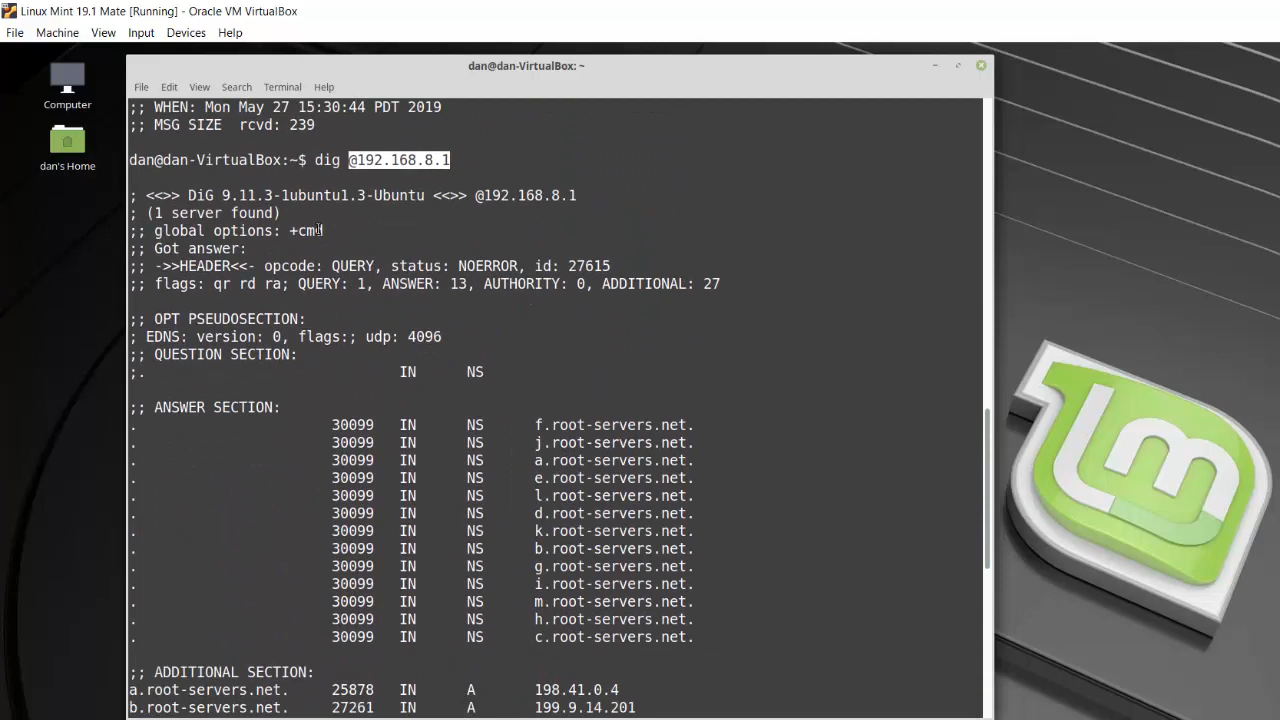 Linux Mint 19.1 Mate [Running] - Oracle VM VirtualBox
File Machine View Input Devices Help
Computer
dan's Home
dan@dan-VirtualBox: ~
File Edit View Search Terminal Help
;; WHEN: Mon May 27 15:30:44 PDT 2019
;; MSG SIZE  rcvd: 239
dan@dan-VirtualBox:~$ dig @192.168.8.1
; <<>> DiG 9.11.3-1ubuntu1.3-Ubuntu <<>> @192.168.8.1
; (1 server found)
;; global options: +cmd
;; Got answer:
;; ->>HEADER<<- opcode: QUERY, status: NOERROR, id: 27615
;; flags: qr rd ra; QUERY: 1, ANSWER: 13, AUTHORITY: 0, ADDITIONAL: 27
;; OPT PSEUDOSECTION:
; EDNS: version: 0, flags:; udp: 4096
;; QUESTION SECTION:
;. IN NS
;; ANSWER SECTION:
. 30099 IN NS f.root-servers.net.
. 30099 IN NS j.root-servers.net.
. 30099 IN NS a.root-servers.net.
. 30099 IN NS e.root-servers.net.
. 30099 IN NS l.root-servers.net.
. 30099 IN NS d.root-servers.net.
. 30099 IN NS k.root-servers.net.
. 30099 IN NS b.root-servers.net.
. 30099 IN NS g.root-servers.net.
. 30099 IN NS i.root-servers.net.
. 30099 IN NS m.root-servers.net.
. 30099 IN NS h.root-servers.net.
. 30099 IN NS c.root-servers.net.
;; ADDITIONAL SECTION:
a.root-servers.net. 25878 IN A 198.41.0.4
b.root-servers.net. 27261 IN A 199.9.14.201
lm